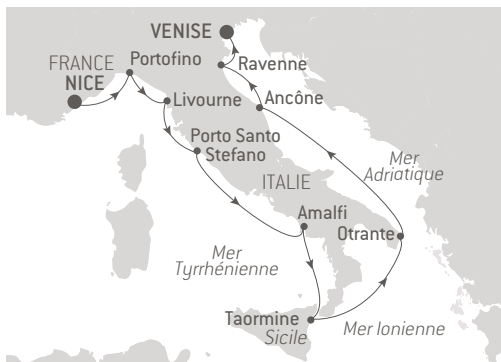 VENISE
FRANCE
NICE
Portofino
Ravenne
Livourne
Ancône
Porto Santo
Stefano
Mer
Adriatique
ITALIE
Amalfi
Otrante
Mer
Tyrrhénienne
Taormine
Sicile
Mer Ionienne